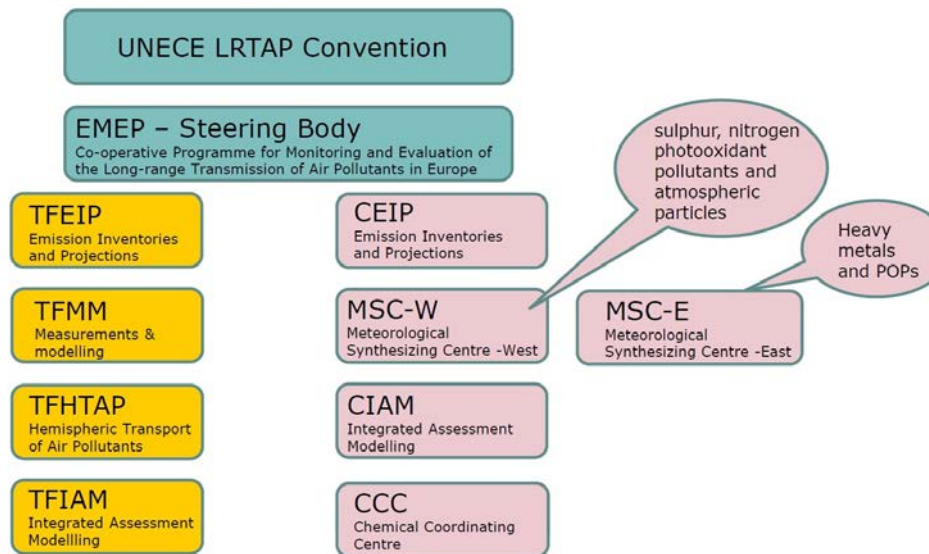 UNECE LRTAP Convention
EMEP – Steering Body
Co-operative Programme for Monitoring and Evaluation of
the Long-range Transmission of Air Pollutants in Europe
sulphur, nitrogen
photooxidant
pollutants and
atmospheric
particles
TFEIP
Emission Inventories
and Projections
CEIP
Emission Inventories
and Projections
Heavy
metals
and POPs
TFMM
Measurements &
modelling
MSC-W
Meteorological
Synthesizing Centre -West
MSC-E
Meteorological
Synthesizing Centre -East
TFHTAP
Hemispheric Transport
of Air Pollutants
CIAM
Integrated Assessment
Modelling
TFIAM
Integrated Assessment
Modellling
CCC
Chemical Coordinating
Centre